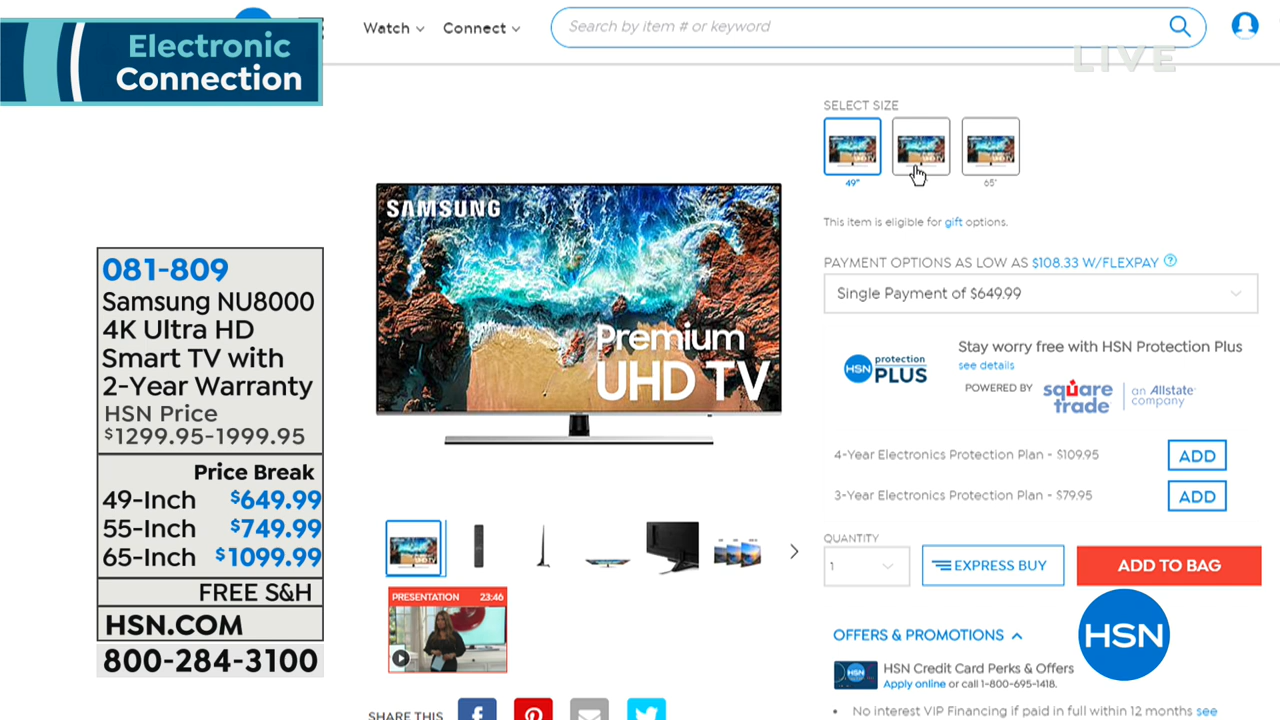 Electronic
Connection
Watch
Connect
Search by item # or keyword
LIVE
081-809
Samsung NU8000
4K Ultra HD
Smart TV with
2-Year Warranty
HSN Price
$1299.95-1999.95
Price Break
49-Inch $649.99
55-Inch $749.99
65-Inch $1099.99
FREE S&H
HSN.COM
800-284-3100
SAMSUNG
Premium
UHD TV
PRESENTATION 23:46
SHARE THIS
SELECT SIZE
UHD TV
UHD TV
UHD TV
49"
65"
This item is eligible for gift options.
PAYMENT OPTIONS AS LOW AS $108.33 W/FLEXPAY ?
Single Payment of $649.99
HSN protection PLUS
Stay worry free with HSN Protection Plus
see details
POWERED BY square trade | an Allstate company
4-Year Electronics Protection Plan - $109.95 ADD
3-Year Electronics Protection Plan - $79.95 ADD
QUANTITY
1
EXPRESS BUY
ADD TO BAG
OFFERS & PROMOTIONS
HSN
HSN
HSN Credit Card Perks & Offers
Apply online or call 1-800-695-1418.
• No interest VIP Financing if paid in full within 12 months see